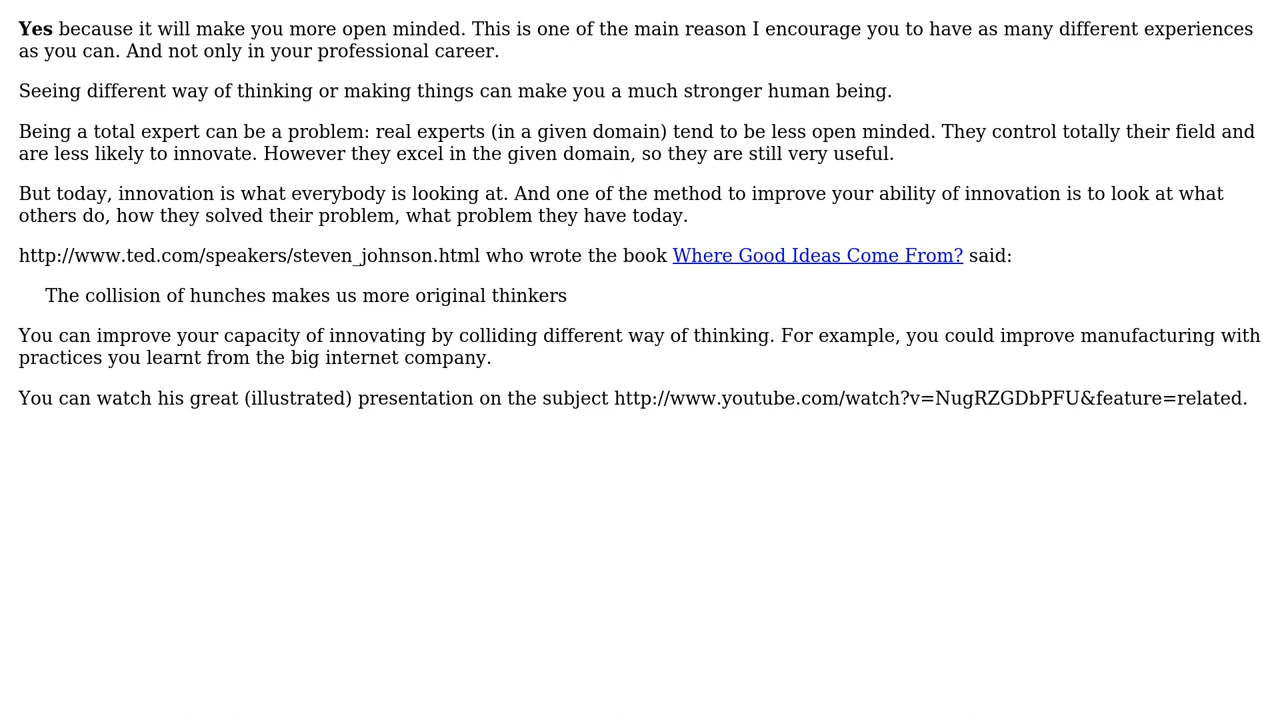 Yes because it will make you more open minded. This is one of the main reason I encourage you to have as many different experiences
as you can. And not only in your professional career.
Seeing different way of thinking or making things can make you a much stronger human being.
Being a total expert can be a problem: real experts (in a given domain) tend to be less open minded. They control totally their field and
are less likely to innovate. However they excel in the given domain, so they are still very useful.
But today, innovation is what everybody is looking at. And one of the method to improve your ability of innovation is to look at what
others do, how they solved their problem, what problem they have today.
http://www.ted.com/speakers/steven_johnson.html who wrote the book Where Good Ideas Come From? said:
The collision of hunches makes us more original thinkers
You can improve your capacity of innovating by colliding different way of thinking. For example, you could improve manufacturing with
practices you learnt from the big internet company.
You can watch his great (illustrated) presentation on the subject http://www.youtube.com/watch?v=NugRZGDbPFU&feature=related.